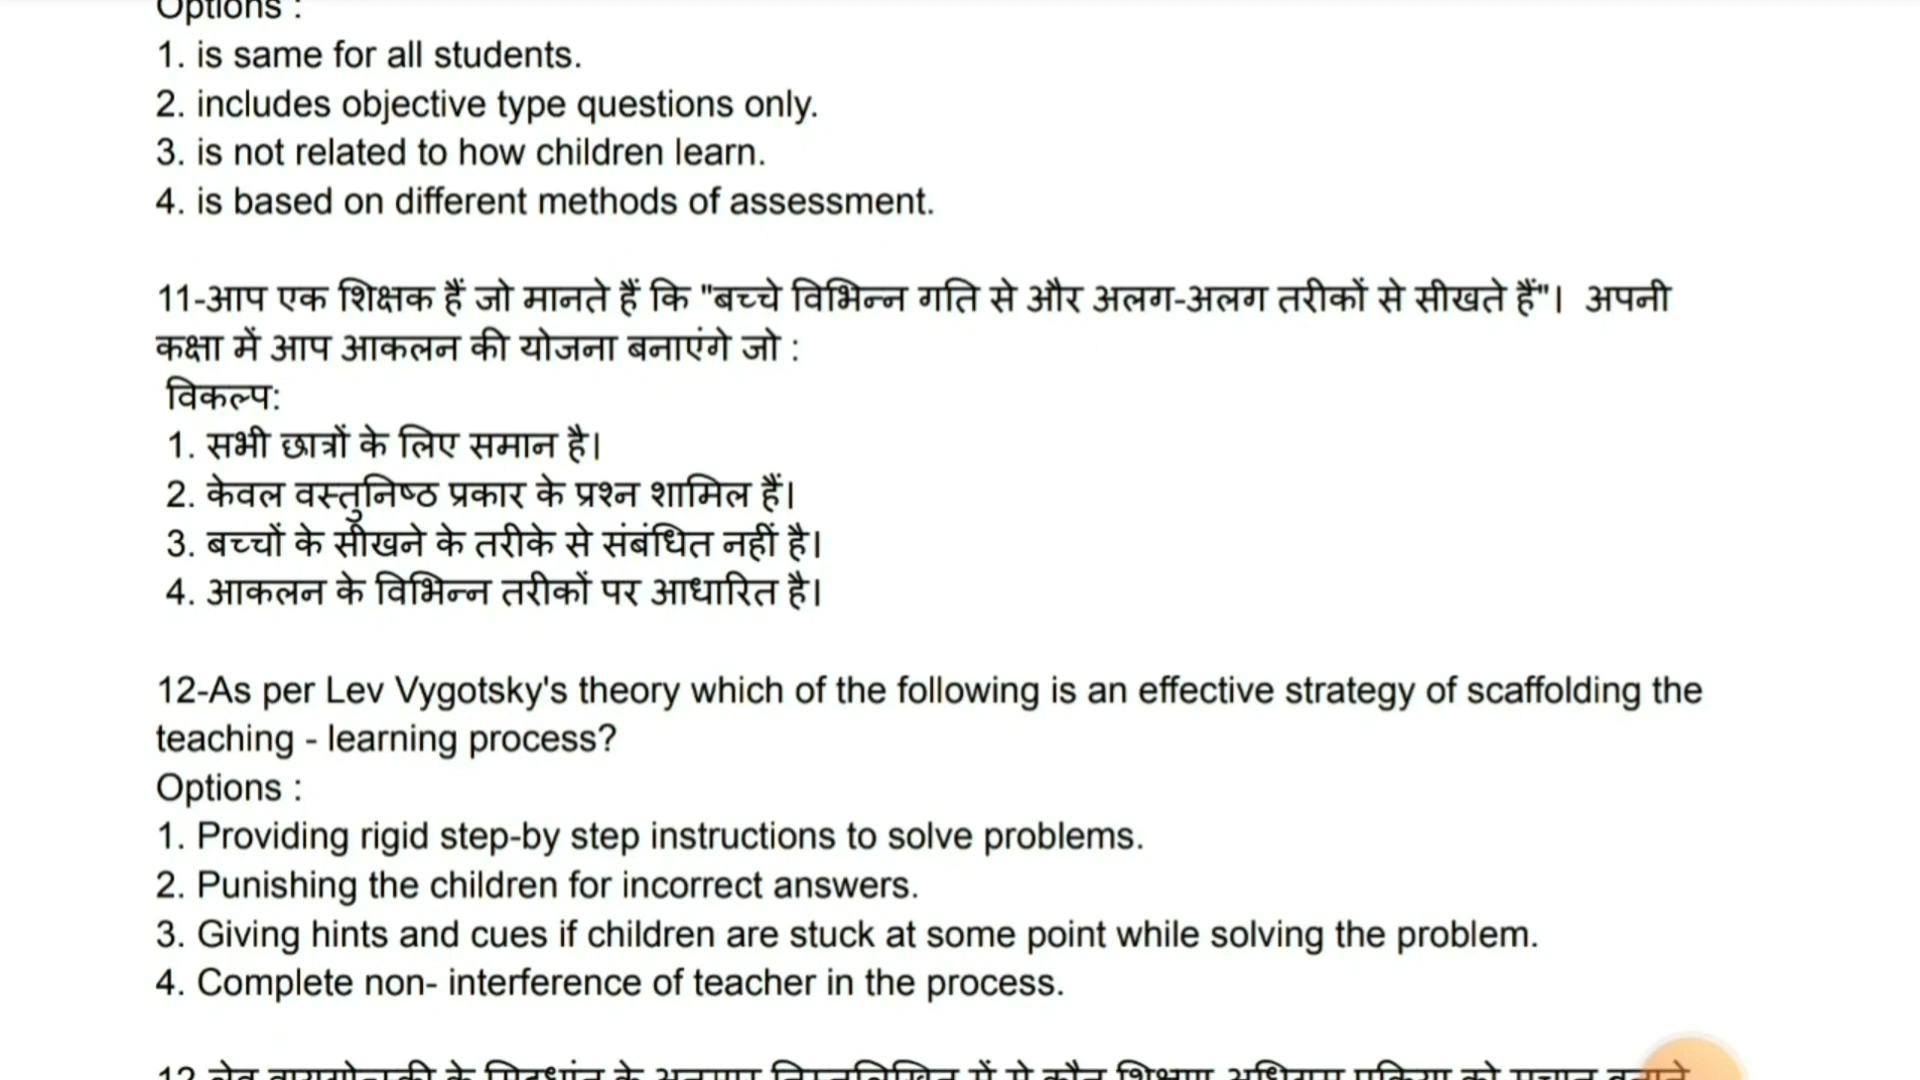 Options :
1. is same for all students.
2. includes objective type questions only.
3. is not related to how children learn.
4. is based on different methods of assessment.
11-आप एक शिक्षक हैं जो मानते हैं कि "बच्चे विभिन्न गति से और अलग-अलग तरीकों से सीखते हैं"। अपनी
कक्षा में आप आकलन की योजना बनाएंगे जो :
विकल्प:
1. सभी छात्रों के लिए समान है।
2. केवल वस्तुनिष्ठ प्रकार के प्रश्न शामिल हैं।
3. बच्चों के सीखने के तरीके से संबंधित नहीं है।
4. आकलन के विभिन्न तरीकों पर आधारित है।
12-As per Lev Vygotsky's theory which of the following is an effective strategy of scaffolding the
teaching - learning process?
Options :
1. Providing rigid step-by step instructions to solve problems.
2. Punishing the children for incorrect answers.
3. Giving hints and cues if children are stuck at some point while solving the problem.
4. Complete non- interference of teacher in the process.